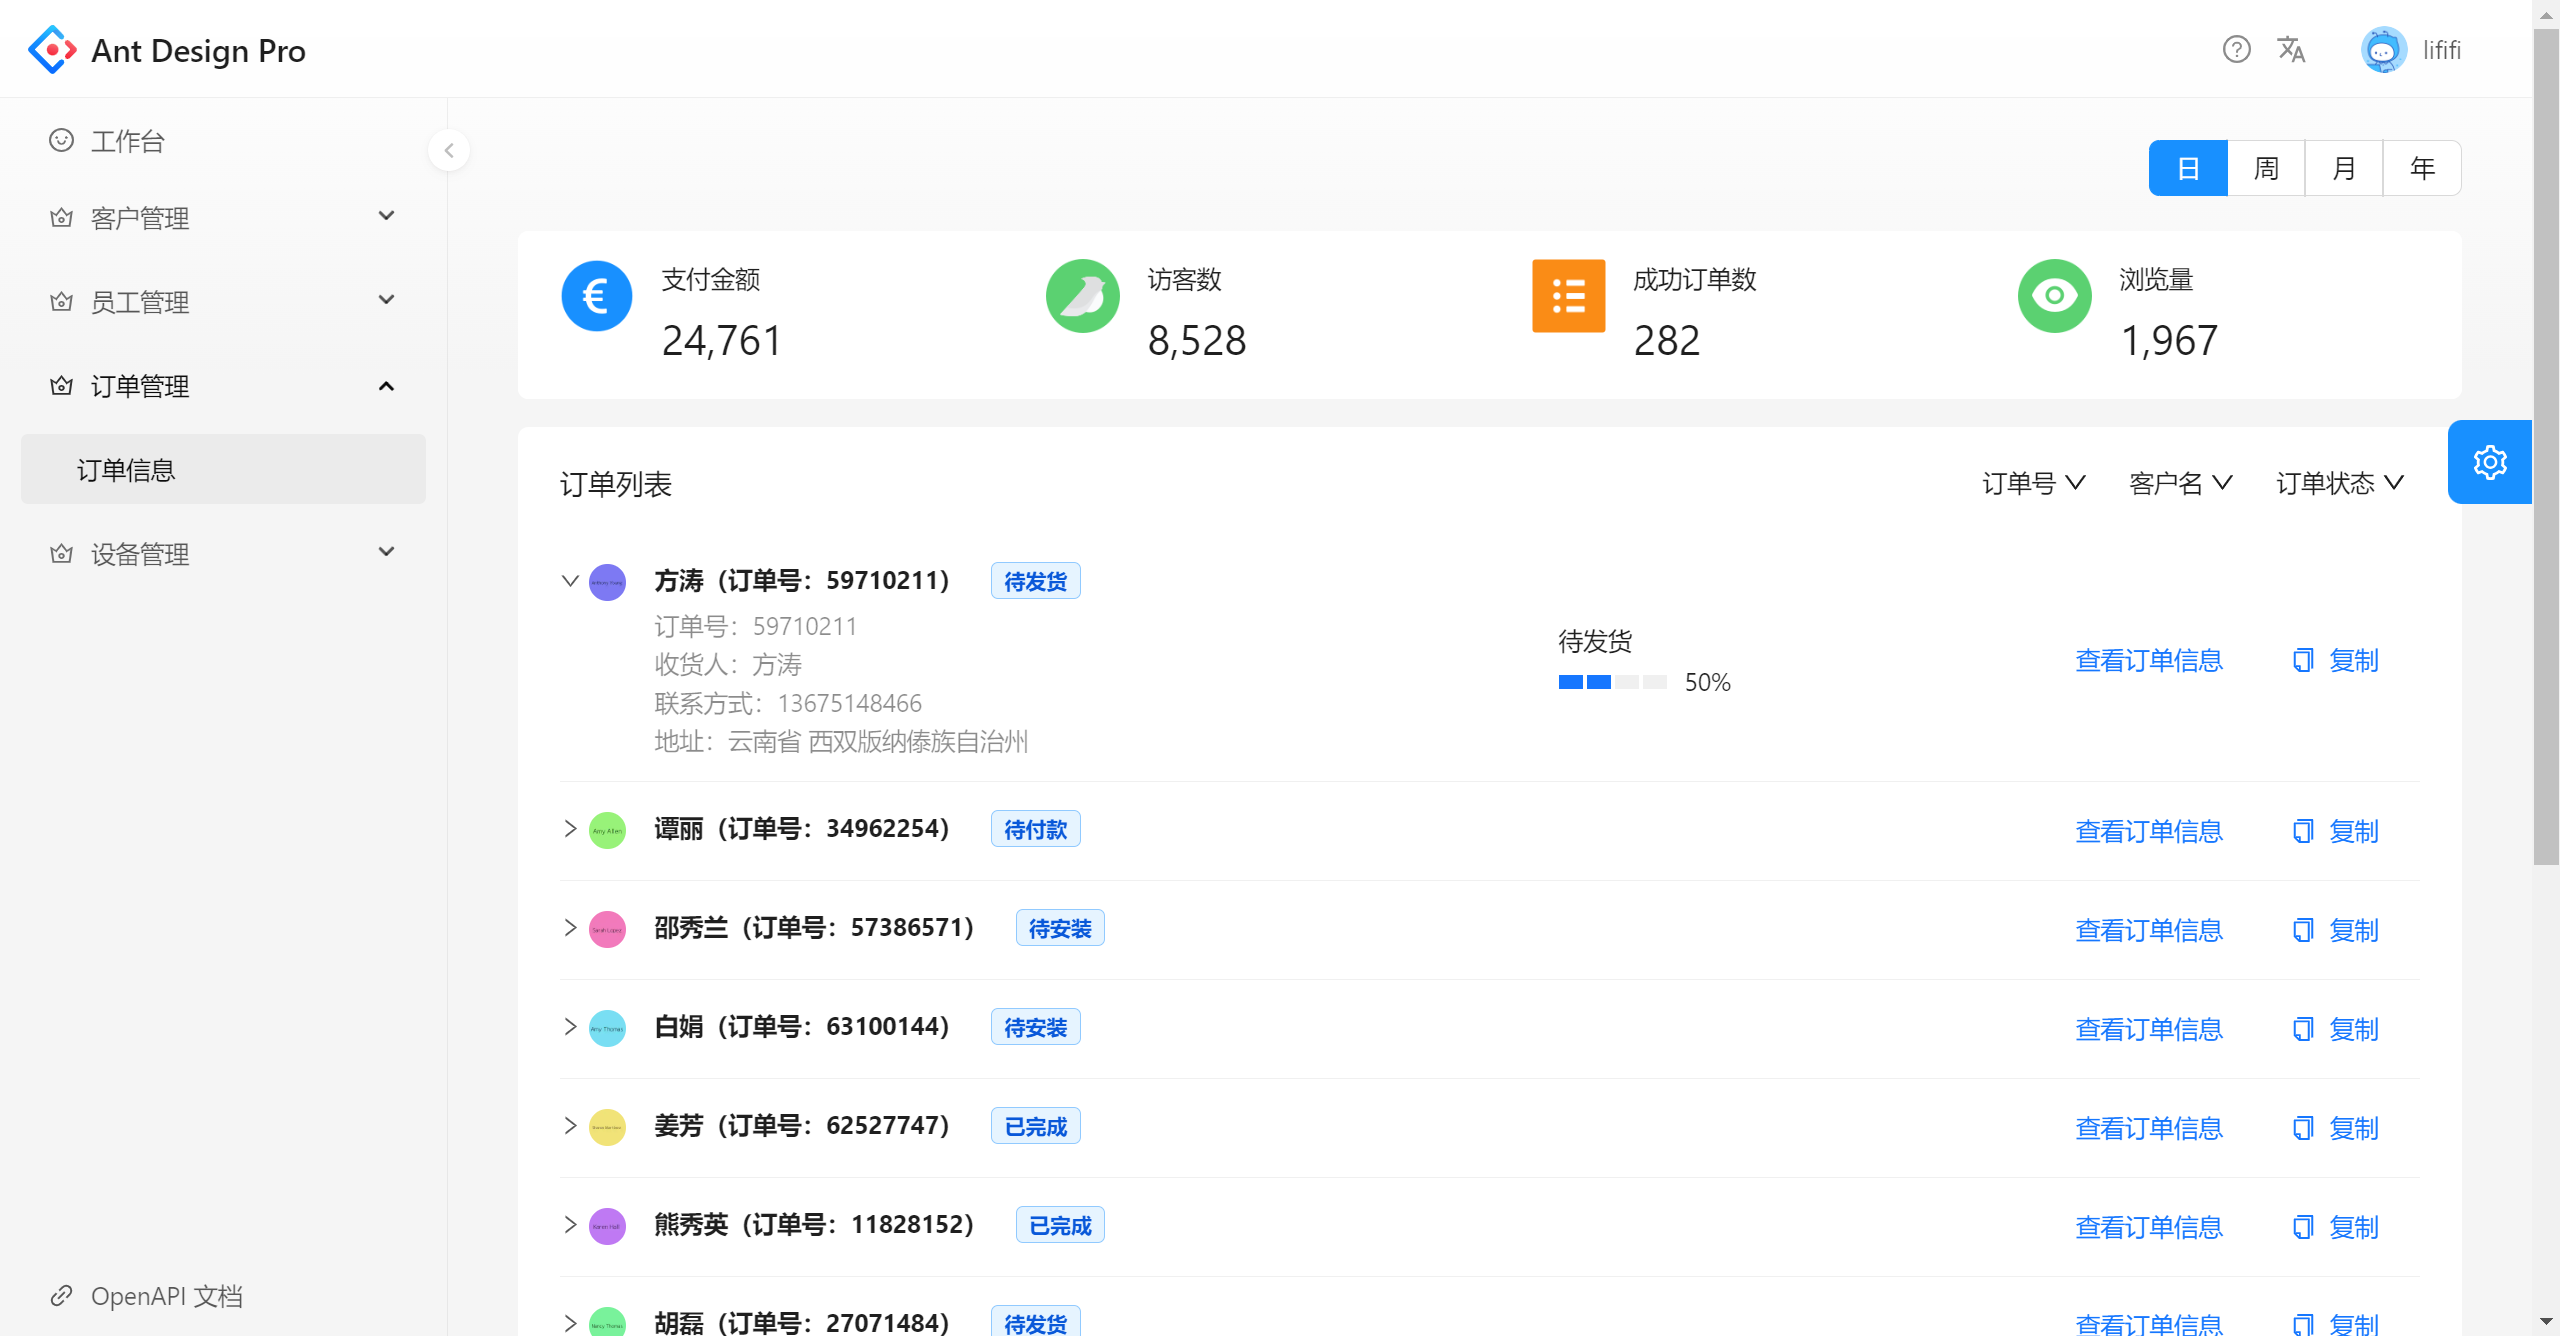 Ant Design Pro
lififi
工作台
客户管理
员工管理
订单管理
订单信息
设备管理
OpenAPI 文档
日 周 月 年
支付金额
24,761
访客数
8,528
成功订单数
282
浏览量
1,967
订单列表
订单号 客户名 订单状态
方涛（订单号：59710211） 待发货
订单号：59710211
收货人：方涛
联系方式：13675148466
地址：云南省 西双版纳傣族自治州
待发货
50%
查看订单信息 复制
Amy Allen 谭丽（订单号：34962254） 待付款 查看订单信息 复制
Sarah Lopez 邵秀兰（订单号：57386571） 待安装 查看订单信息 复制
Amy Thomas 白娟（订单号：63100144） 待安装 查看订单信息 复制
姜芳（订单号：62527747） 已完成 查看订单信息 复制
Karen Hall 熊秀英（订单号：11828152） 已完成 查看订单信息 复制
Nancy Thomas 胡磊（订单号：27071484） 待发货 查看订单信息 复制